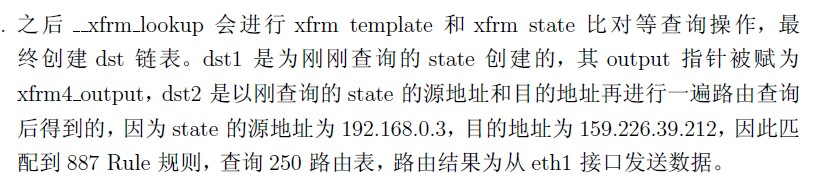 . 之后 __xfrm_lookup 会进行 xfrm template 和 xfrm state 比对等查询操作，最
终创建 dst 链表。dst1 是为刚刚查询的 state 创建的，其 output 指针被赋为
xfrm4_output，dst2 是以刚查询的 state 的源地址和目的地址再进行一遍路由查询
后得到的，因为 state 的源地址为 192.168.0.3，目的地址为 159.226.39.212，因此匹
配到 887 Rule 规则，查询 250 路由表，路由结果为从 eth1 接口发送数据。